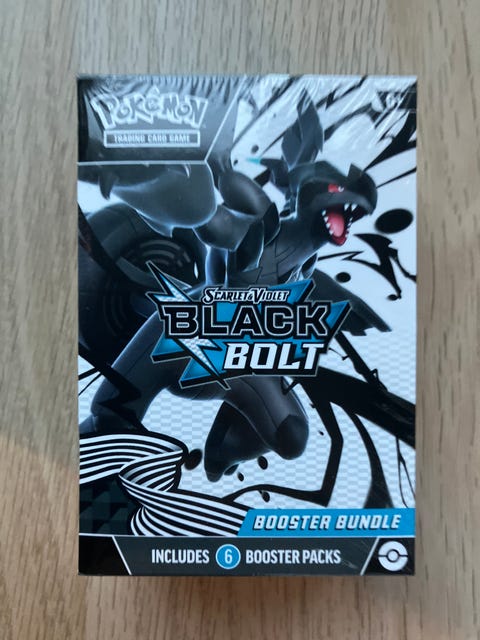 POKÉMON
TRADING CARD GAME
SCARLET & VIOLET
BLACK
BOLT
BOOSTER BUNDLE
INCLUDES 6 BOOSTER PACKS